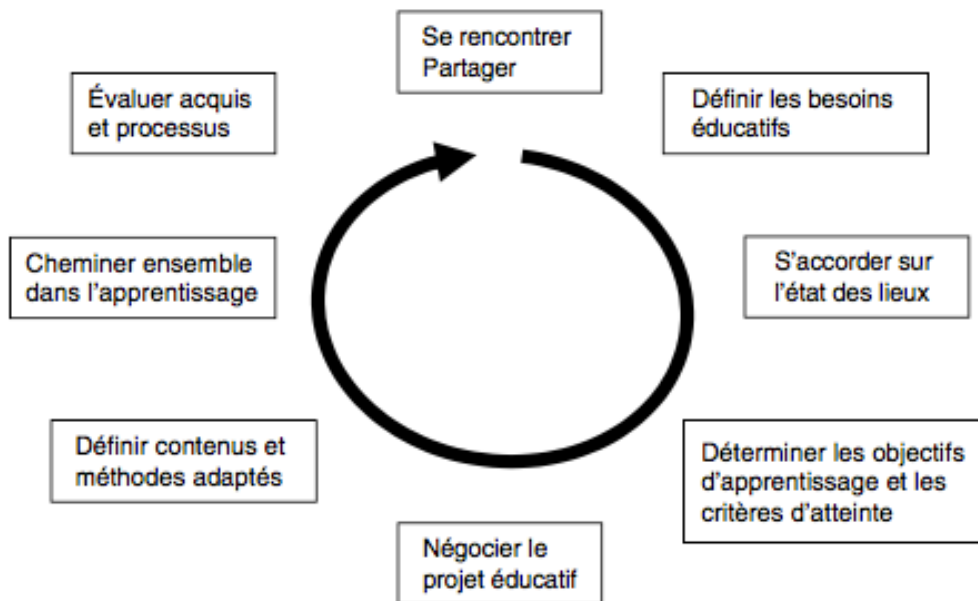 Se rencontrer
Partager
Définir les besoins
éducatifs
S'accorder sur
l'état des lieux
Déterminer les objectifs
d'apprentissage et les
critères d'atteinte
Négocier le
projet éducatif
Définir contenus et
méthodes adaptés
Cheminer ensemble
dans l'apprentissage
Évaluer acquis
et processus